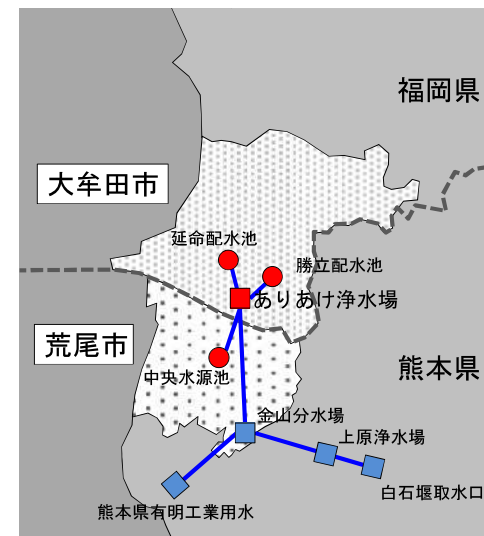 福岡県
大牟田市
延命配水池
勝立配水池
ありあけ浄水場
荒尾市
熊本県
中央水源池
金山分水場
上原浄水場
白石堰取水口
熊本県有明工業用水